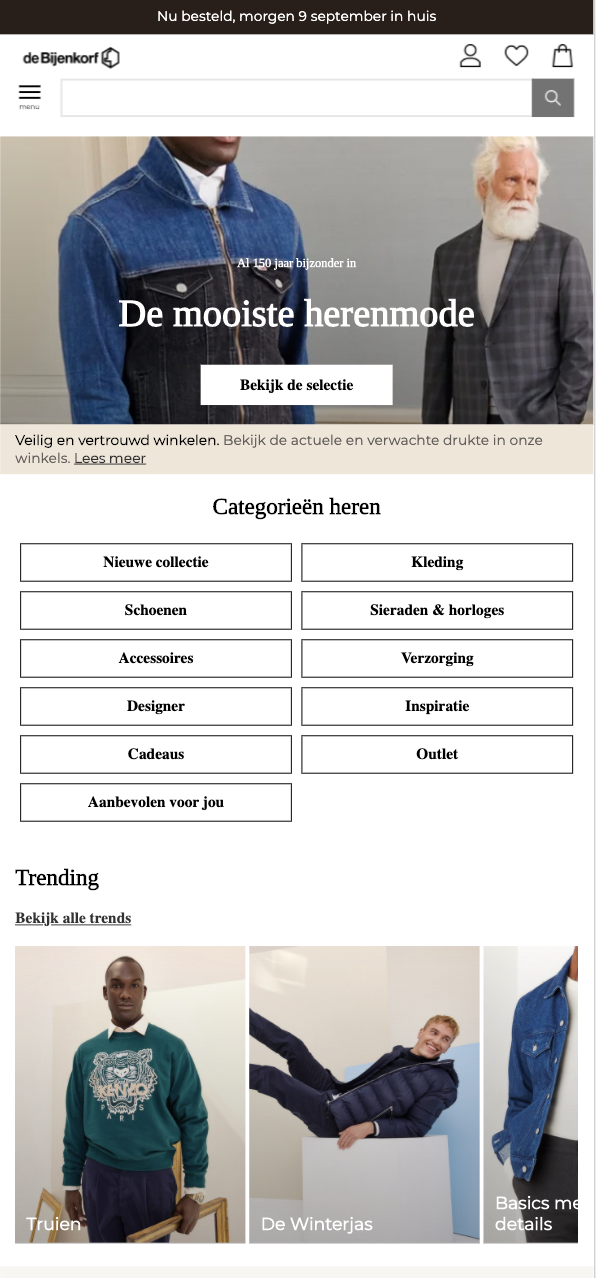 Nu besteld, morgen 9 september in huis
de Bijenkorf
menu
Al 150 jaar bijzonder in
De mooiste herenmode
Bekijk de selectie
Veilig en vertrouwd winkelen. Bekijk de actuele en verwachte drukte in onze
winkels. Lees meer
Categorieën heren
Nieuwe collectie
Kleding
Schoenen
Sieraden & horloges
Accessoires
Verzorging
Designer
Inspiratie
Cadeaus
Outlet
Aanbevolen voor jou
Trending
Bekijk alle trends
KENZO
PARIS
Truien
De Winterjas
Basics me
details